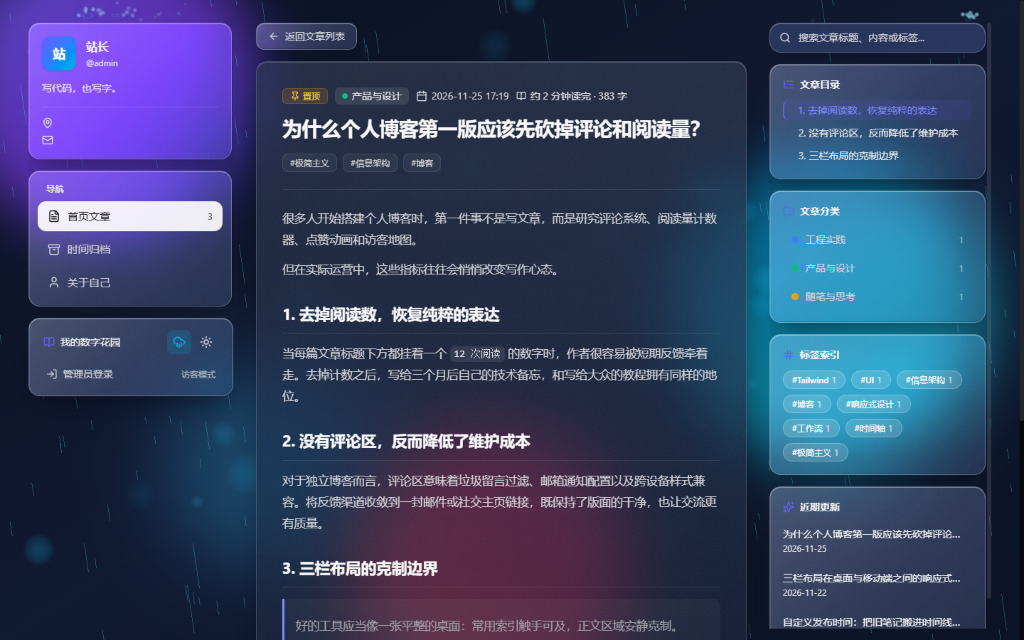 站
站长
@admin
写代码，也写字。
导航
首页文章 3
时间归档
关于自己
我的数字花园
管理员登录 访客模式
返回文章列表
置顶 产品与设计 2026-11-25 17:19 约 2 分钟读完 · 383 字
为什么个人博客第一版应该先砍掉评论和阅读量？
#极简主义 #信息架构 #博客
很多人开始搭建个人博客时，第一件事不是写文章，而是研究评论系统、阅读量计数
器、点赞动画和访客地图。
但在实际运营中，这些指标往往会悄悄改变写作心态。
1. 去掉阅读数，恢复纯粹的表达
当每篇文章标题下方都挂着一个 12 次阅读 的数字时，作者很容易被短期反馈牵着
走。去掉计数之后，写给三个月后自己的技术备忘，和写给大众的教程拥有同样的地
位。
2. 没有评论区，反而降低了维护成本
对于独立博客而言，评论区意味着垃圾留言过滤、邮箱通知配置以及跨设备样式兼
容。将反馈渠道收敛到一封邮件或社交主页链接，既保持了版面的干净，也让交流更
有质量。
3. 三栏布局的克制边界
好的工具应当像一张平整的桌面：常用索引触手可及，正文区域安静克制。
搜索文章标题、内容或标签...
文章目录
1. 去掉阅读数，恢复纯粹的表达
2. 没有评论区，反而降低了维护成本
3. 三栏布局的克制边界
文章分类
工程实践 1
产品与设计 1
随笔与思考 1
标签索引
#Tailwind 1 #UI 1 #信息架构 1
#博客 1 #响应式设计 1
#工作流 1 #时间轴 1
#极简主义 1
近期更新
为什么个人博客第一版应该先砍掉评论...
2026-11-25
三栏布局在桌面与移动端之间的响应式...
2026-11-22
自定义发布时间：把旧笔记搬进时间线...